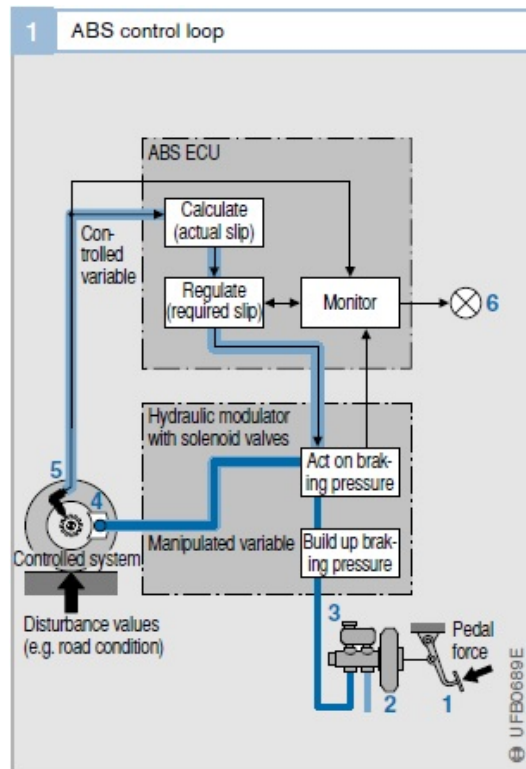 1 ABS control loop
ABS ECU
Calculate
(actual slip)
Con-
trolled
variable
Regulate
(required slip)
Monitor
6
Hydraulic modulator
with solenoid valves
Act on brak-
ing pressure
5
4
Controlled system
Manipulated variable
Build up brak-
ing pressure
Disturbance values
(e.g. road condition)
3
Pedal
force
2
1
UFB0689E